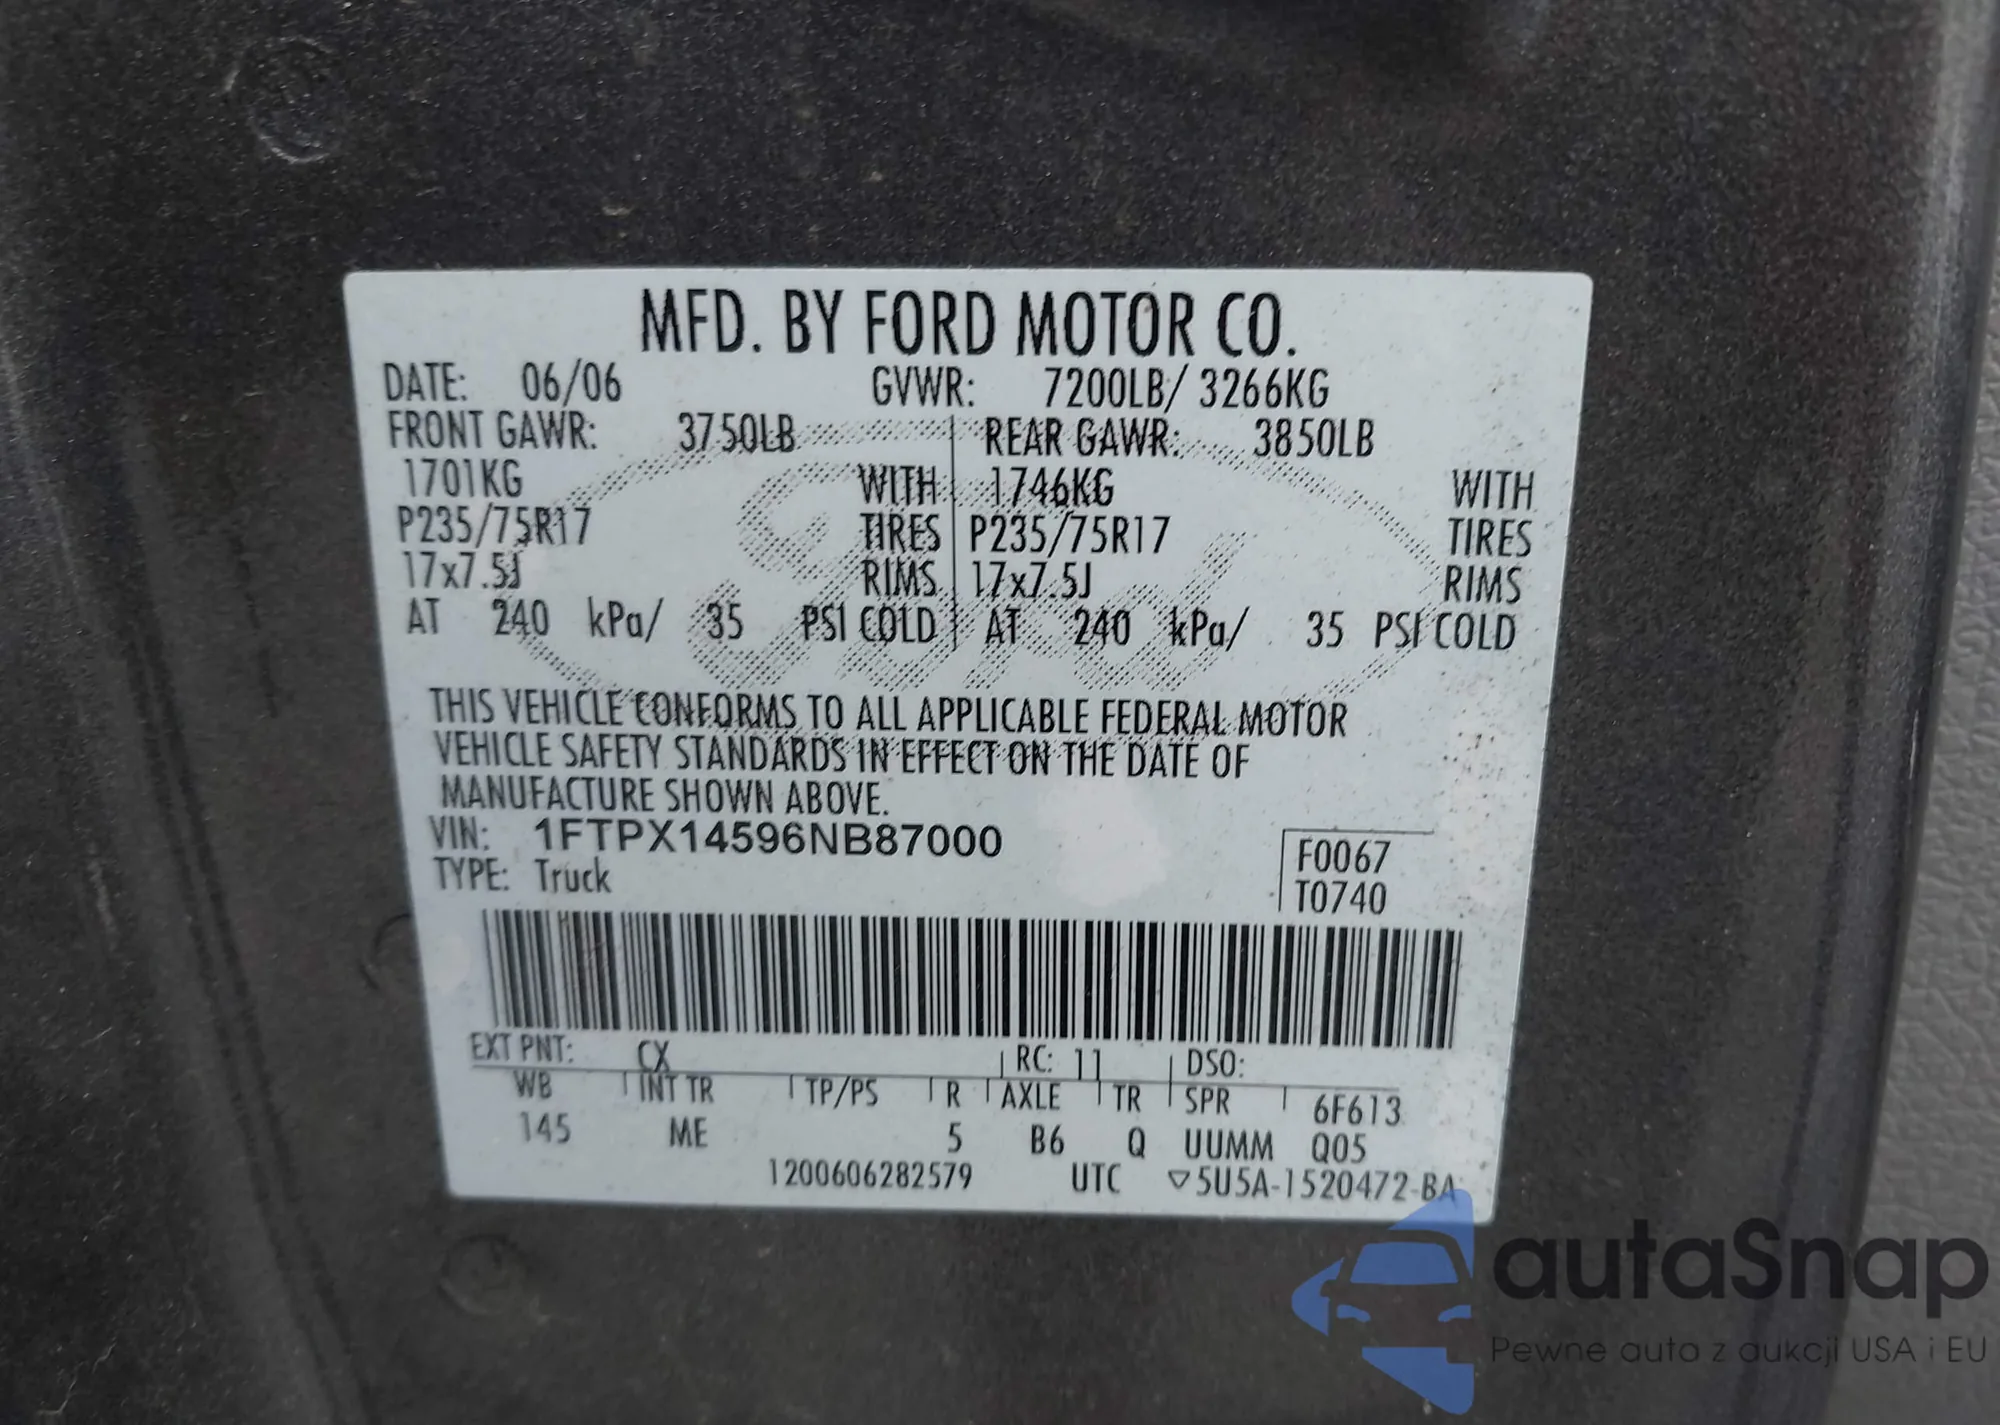 MFD. BY FORD MOTOR CO.
DATE: 06/06 GVWR: 7200LB/ 3266KG
FRONT GAWR: 3750LB REAR GAWR: 3850LB
1701KG WITH 1746KG WITH
P235/75R17 TIRES P235/75R17 TIRES
17x7.5J RIMS 17x7.5J RIMS
AT 240 kPa/ 35 PSI COLD AT 240 kPa/ 35 PSI COLD
THIS VEHICLE CONFORMS TO ALL APPLICABLE FEDERAL MOTOR
VEHICLE SAFETY STANDARDS IN EFFECT ON THE DATE OF
MANUFACTURE SHOWN ABOVE.
VIN: 1FTPX14596NB87000 F0067
TYPE: Truck T0740
EXT PNT: CX RC: 11 DSO:
WB INT TR TP/PS R AXLE TR SPR 6F613
145 ME 5 B6 Q UUMM Q05
1200606282579 UTC ▽5U5A-1520472-BA
autaSnap
Pewne auto z aukcji USA i EU